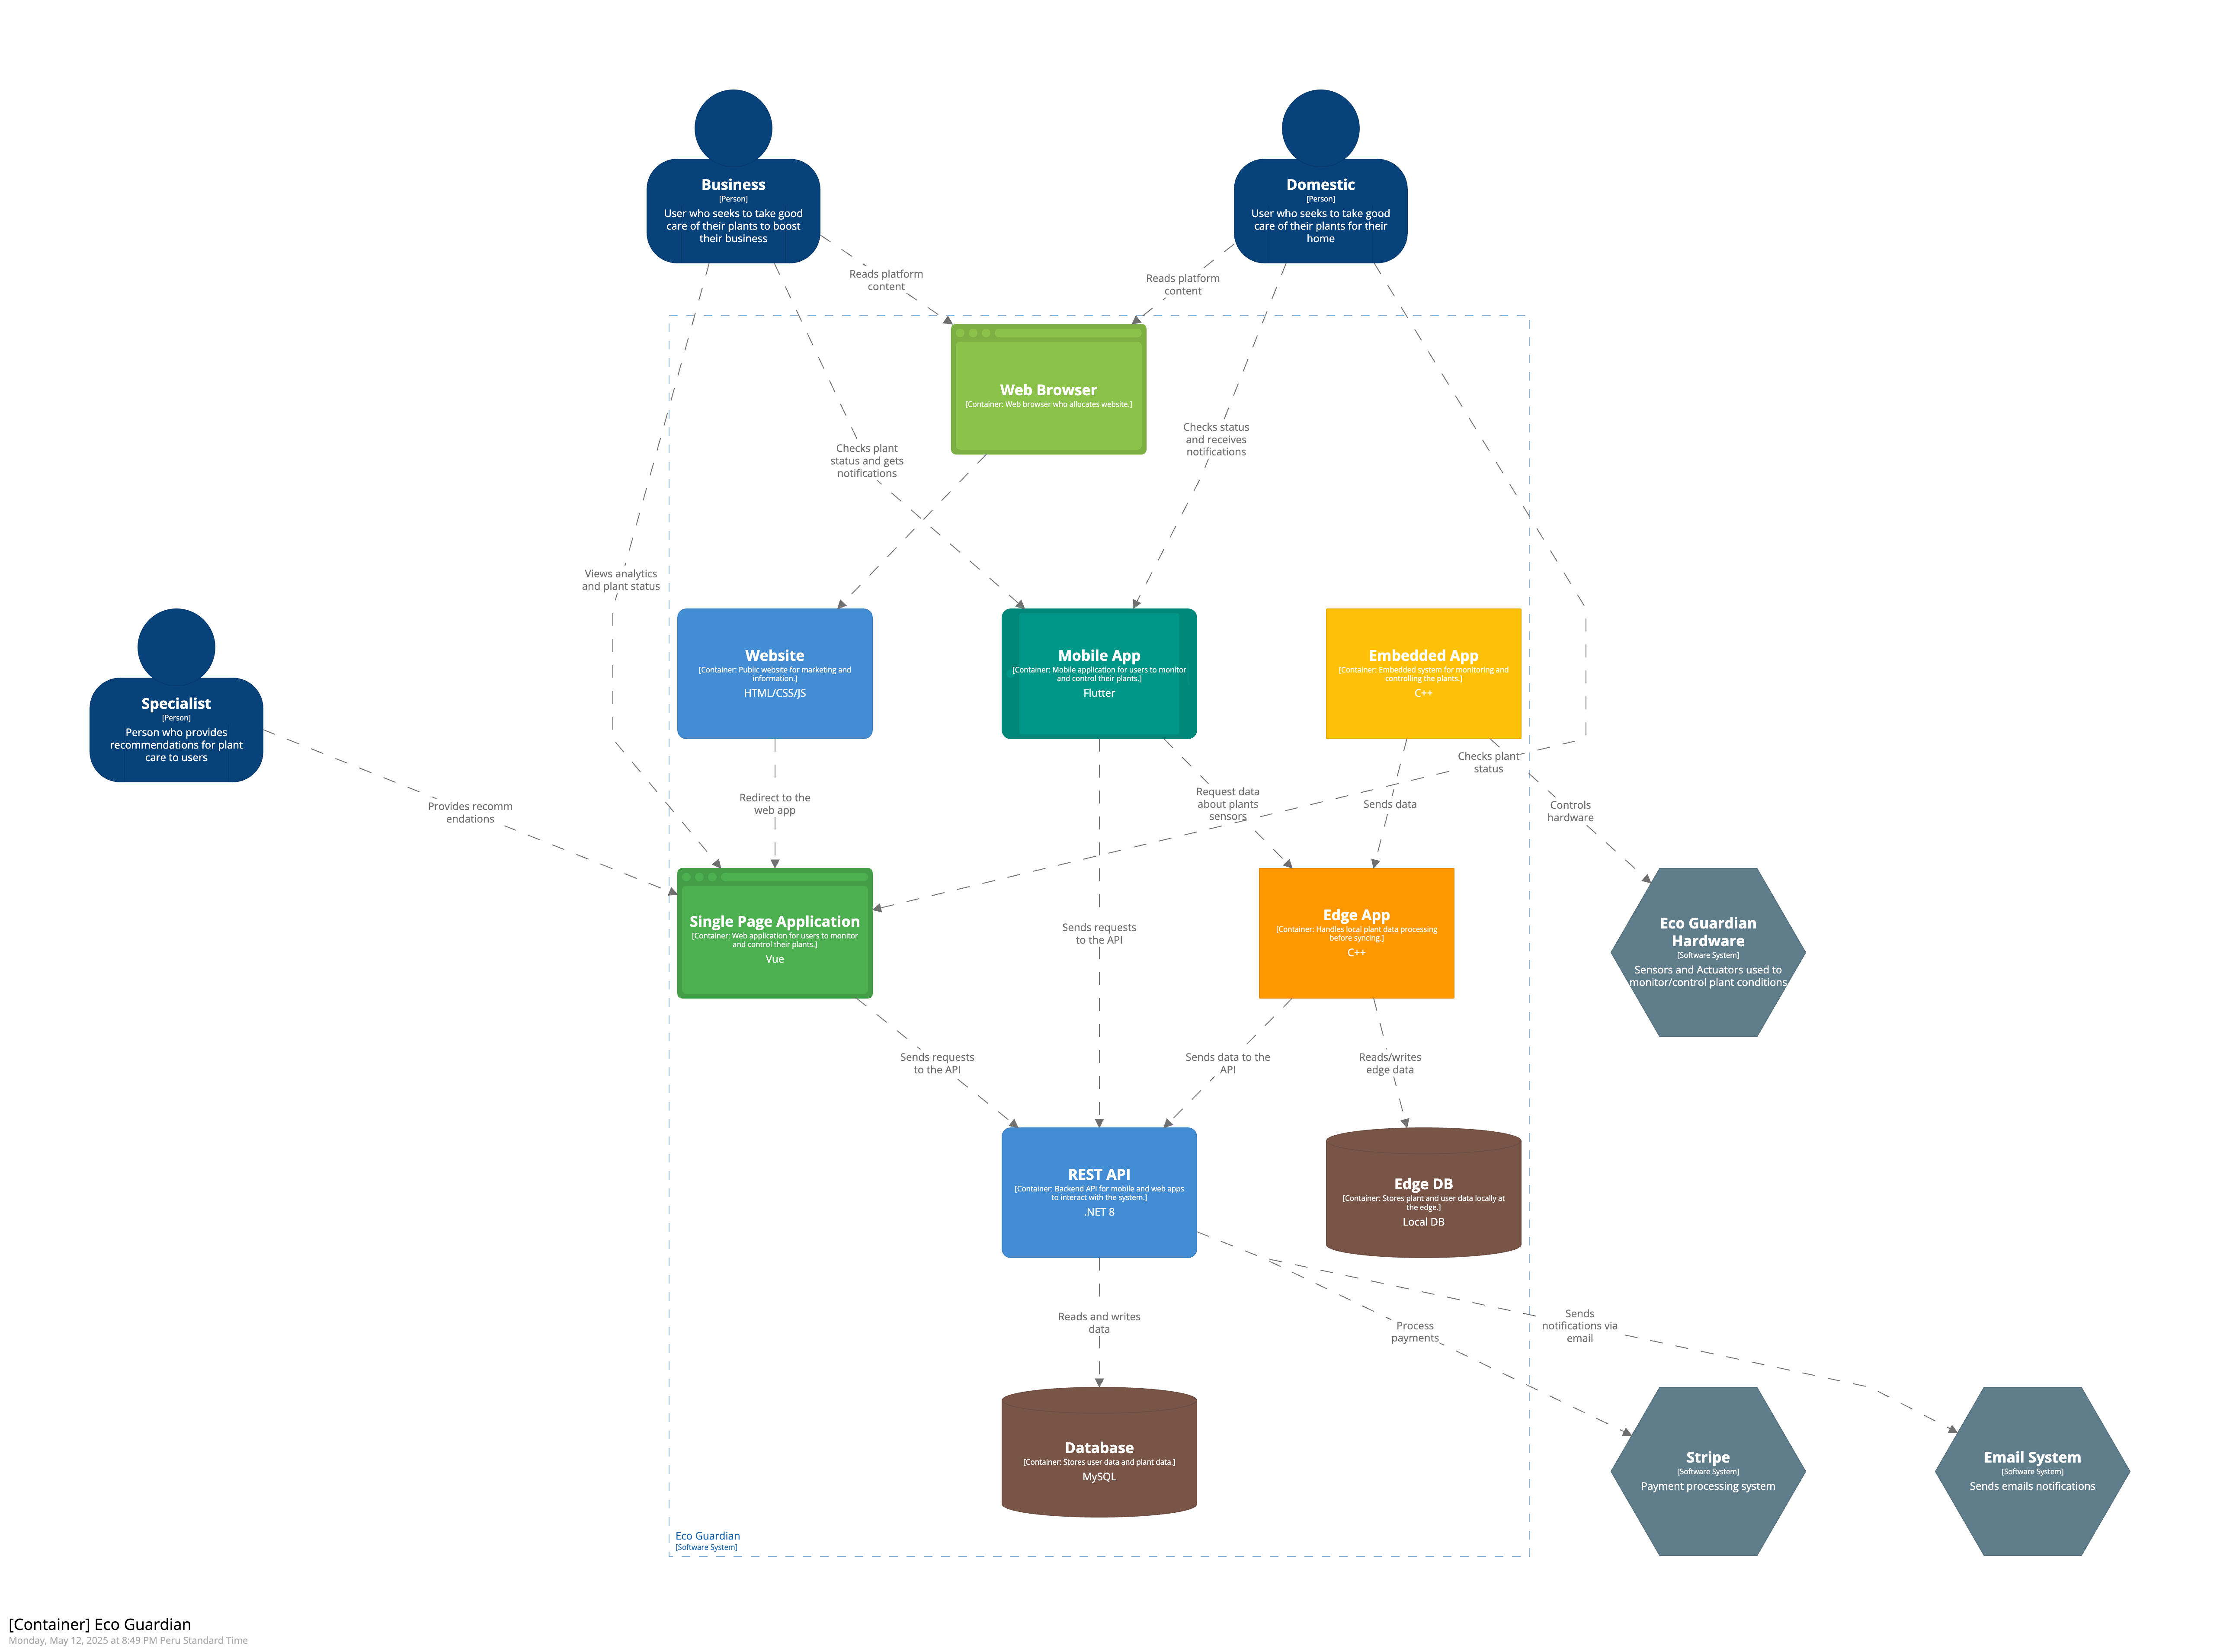 Business
[Person]
User who seeks to take good
care of their plants to boost
their business
Domestic
[Person]
User who seeks to take good
care of their plants for their
home
Reads platform
content
Reads platform
content
Web Browser
[Container: Web browser who allocates website.]
Checks plant
status and gets
notifications
Checks status
and receives
notifications
Views analytics
and plant status
Specialist
[Person]
Person who provides
recommendations for plant
care to users
Website
[Container: Public website for marketing and
information.]
HTML/CSS/JS
Mobile App
[Container: Mobile application for users to monitor
and control their plants.]
Flutter
Embedded App
[Container: Embedded system for monitoring and
controlling the plants.]
C++
Checks plant
status
Provides recomm
endations
Redirect to the
web app
Request data
about plants
sensors
Sends data
Controls
hardware
Single Page Application
[Container: Web application for users to monitor
and control their plants.]
Vue
Sends requests
to the API
Edge App
[Container: Handles local plant data processing
before syncing.]
C++
Eco Guardian
Hardware
[Software System]
Sensors and Actuators used to
monitor/control plant conditions
Sends requests
to the API
Sends data to the
API
Reads/writes
edge data
REST API
[Container: Backend API for mobile and web apps
to interact with the system.]
.NET 8
Edge DB
[Container: Stores plant and user data locally at
the edge.]
Local DB
Reads and writes
data
Process
payments
Sends
notifications via
email
Database
[Container: Stores user data and plant data.]
MySQL
Stripe
[Software System]
Payment processing system
Email System
[Software System]
Sends emails notifications
Eco Guardian
[Software System]
[Container] Eco Guardian
Monday, May 12, 2025 at 8:49 PM Peru Standard Time